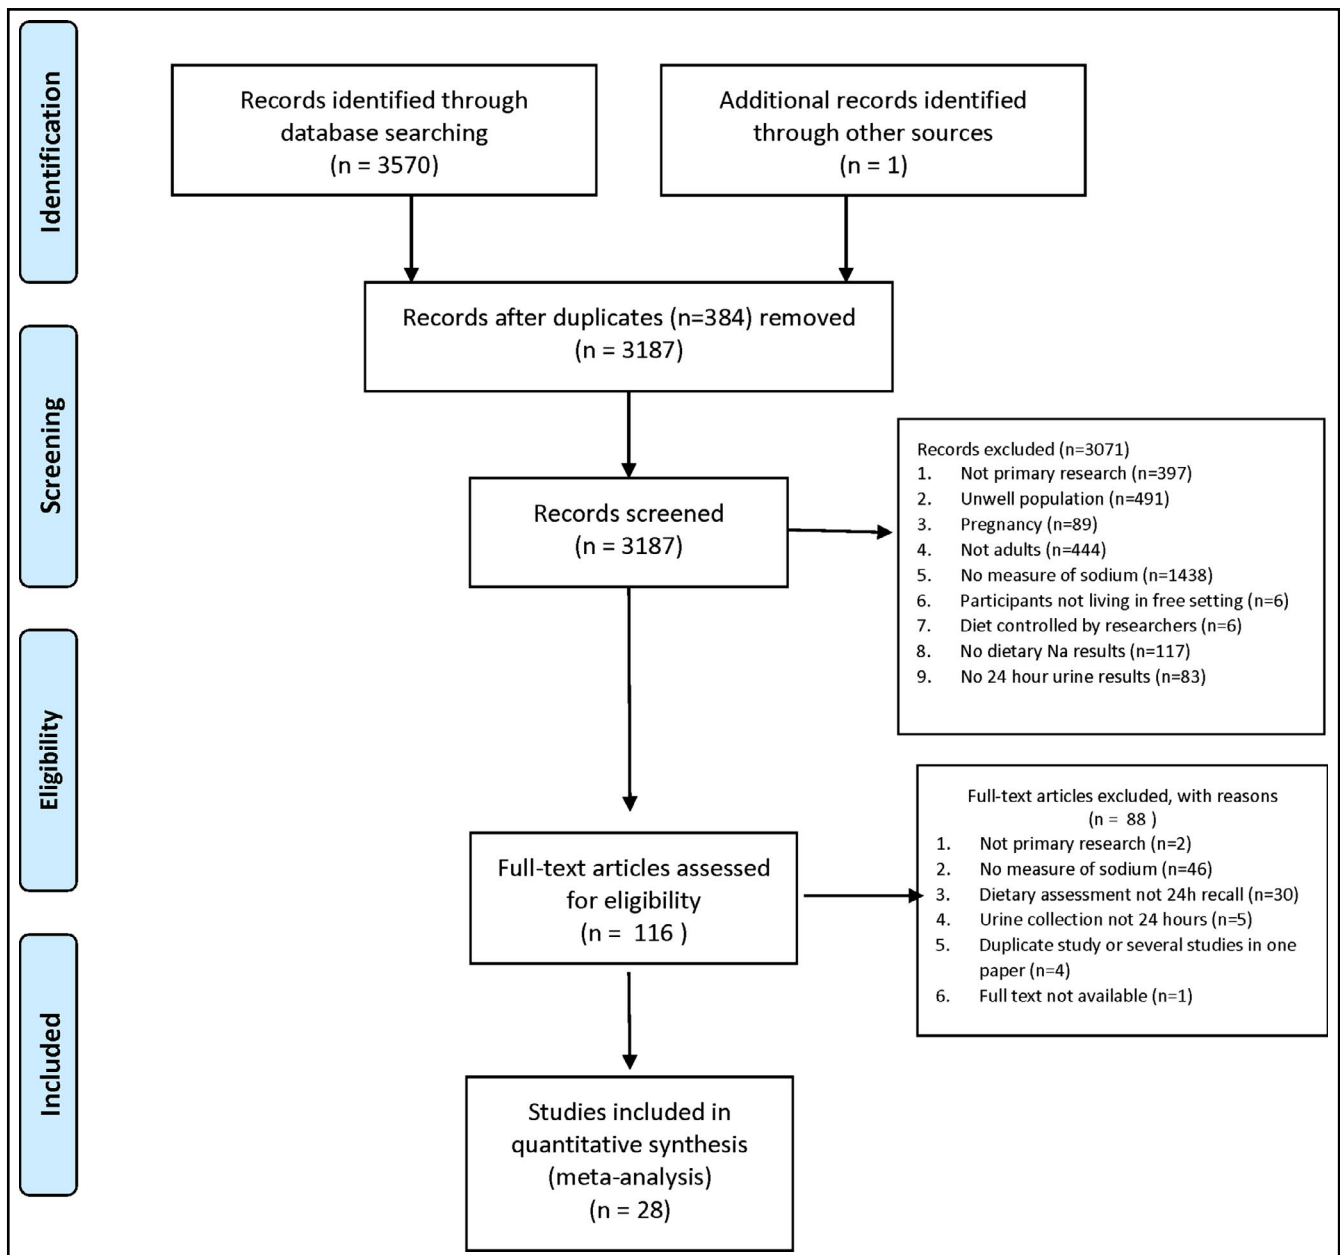 Identification
Records identified through
database searching
(n = 3570)
Additional records identified
through other sources
(n = 1)
Records after duplicates (n=384) removed
(n = 3187)
Screening
Records screened
(n = 3187)
Records excluded (n=3071)
1. Not primary research (n=397)
2. Unwell population (n=491)
3. Pregnancy (n=89)
4. Not adults (n=444)
5. No measure of sodium (n=1438)
6. Participants not living in free setting (n=6)
7. Diet controlled by researchers (n=6)
8. No dietary Na results (n=117)
9. No 24 hour urine results (n=83)
Eligibility
Full-text articles assessed
for eligibility
(n = 116 )
Full-text articles excluded, with reasons
(n = 88 )
1. Not primary research (n=2)
2. No measure of sodium (n=46)
3. Dietary assessment not 24h recall (n=30)
4. Urine collection not 24 hours (n=5)
5. Duplicate study or several studies in one
paper (n=4)
6. Full text not available (n=1)
Included
Studies included in
quantitative synthesis
(meta-analysis)
(n = 28)